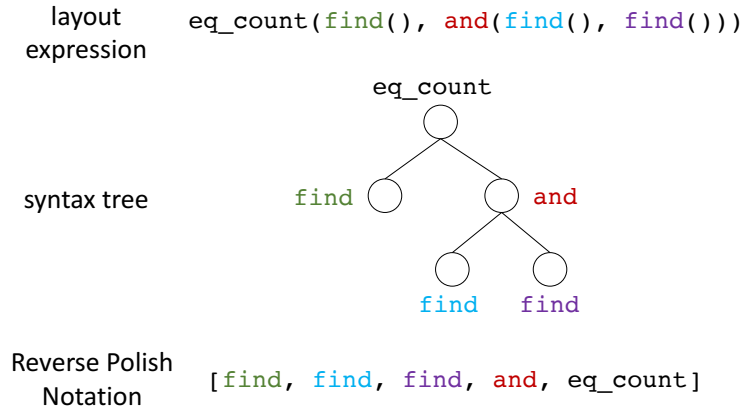 layout
expression
eq_count(find(), and(find(), find()))
eq_count
syntax tree
find
and
find find
Reverse Polish
Notation
[find, find, find, and, eq_count]